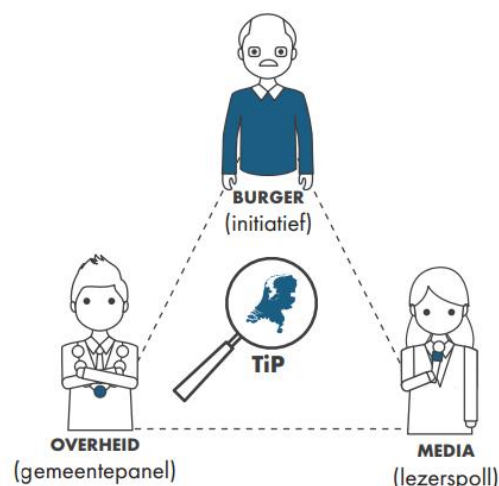 BURGER
(initiatief)
TiP
OVERHEID
(gemeentepanel)
MEDIA
(lezerspoll)